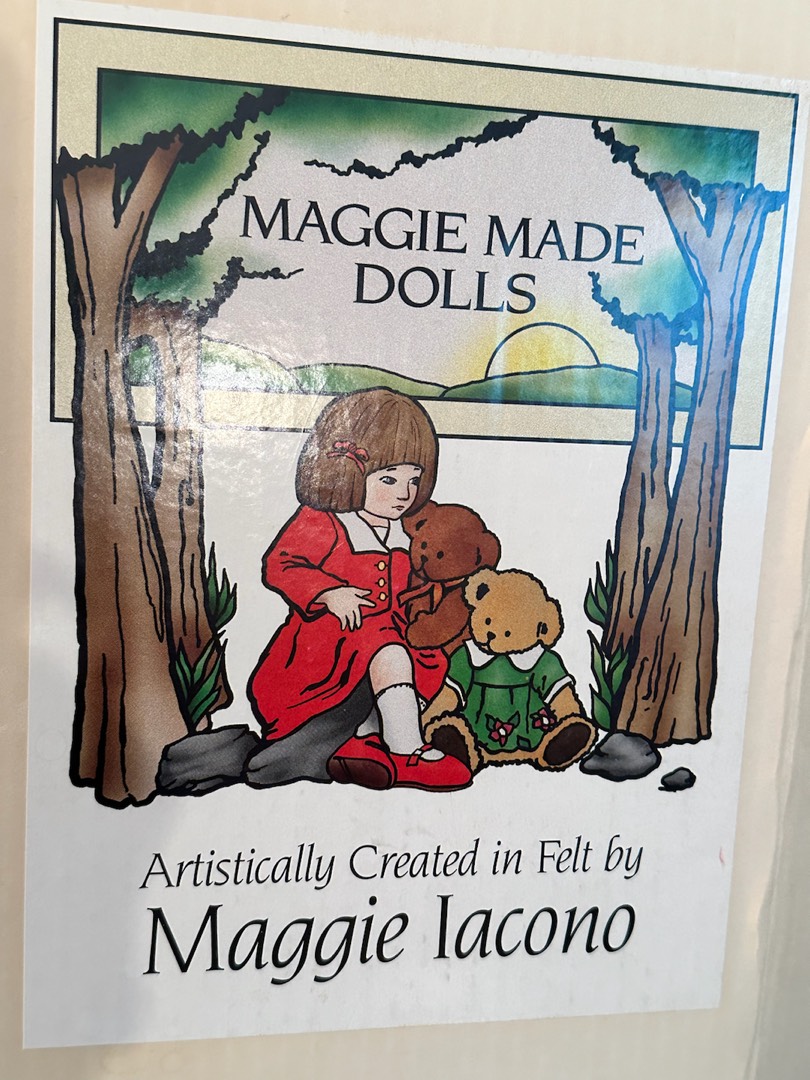 MAGGIE MADE
DOLLS
Artistically Created in Felt by
Maggie Iacono